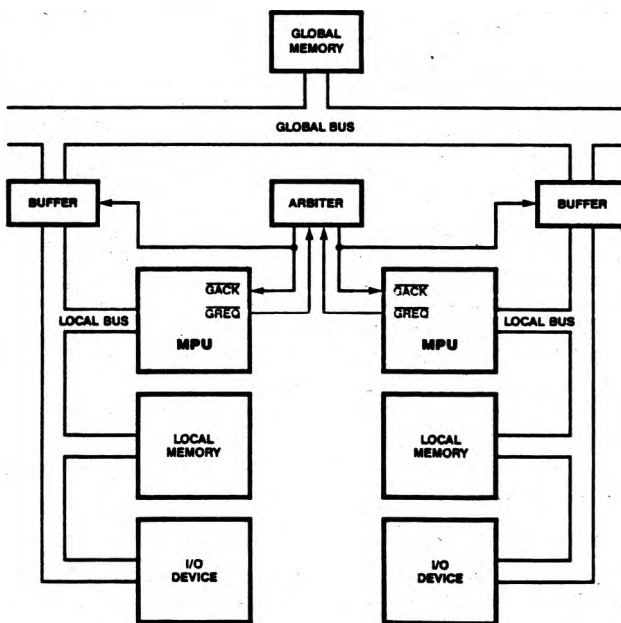 GLOBAL
MEMORY
GLOBAL BUS
BUFFER
ARBITER
BUFFER
GACK
GREQ
MPU
LOCAL BUS
GACK
GREQ
MPU
LOCAL BUS
LOCAL
MEMORY
LOCAL
MEMORY
I/O
DEVICE
I/O
DEVICE